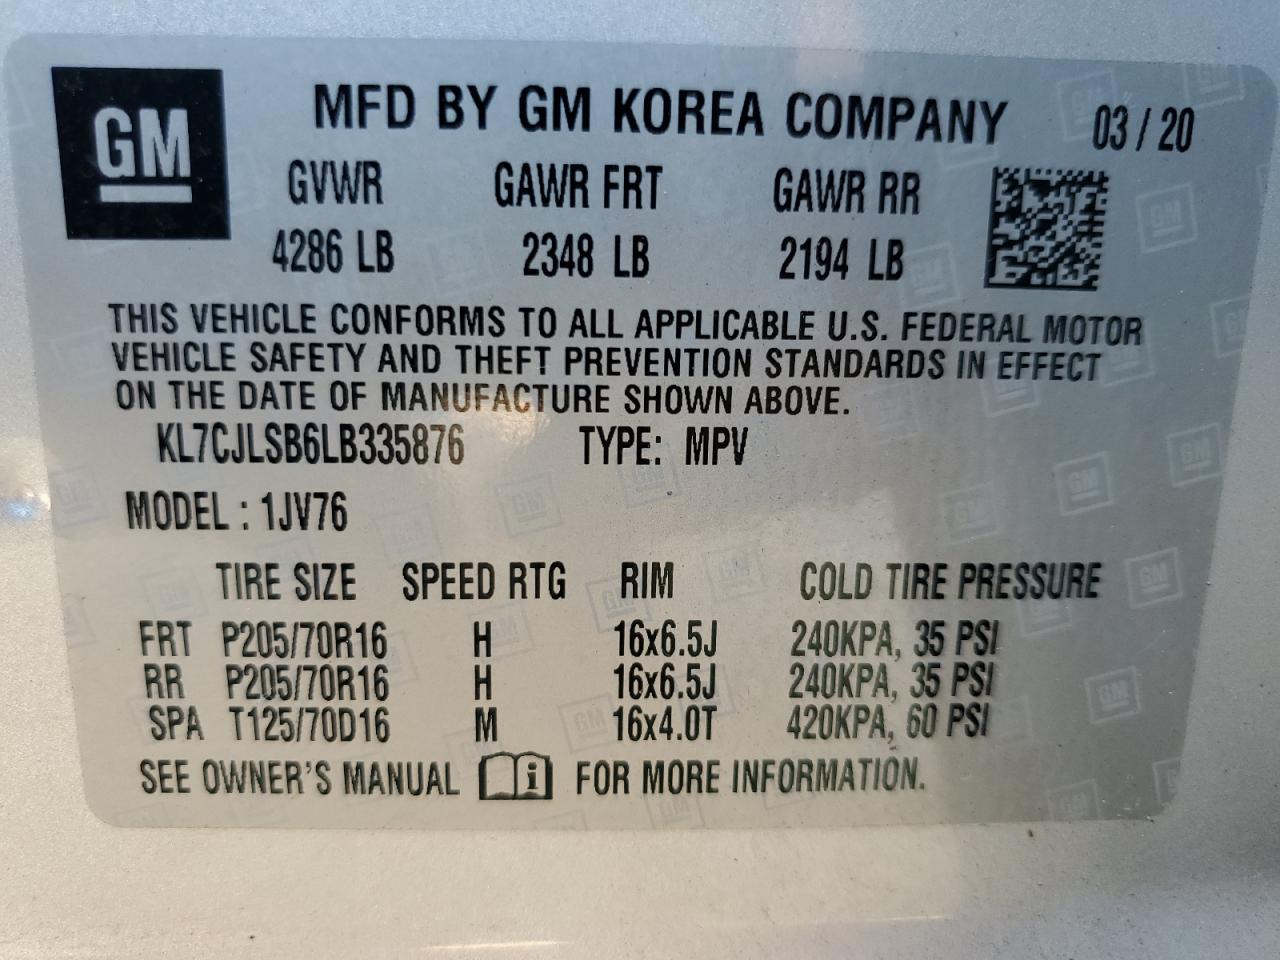 GM
MFD BY GM KOREA COMPANY 03 / 20
GVWR GAWR FRT GAWR RR
4286 LB 2348 LB 2194 LB
THIS VEHICLE CONFORMS TO ALL APPLICABLE U.S. FEDERAL MOTOR
VEHICLE SAFETY AND THEFT PREVENTION STANDARDS IN EFFECT
ON THE DATE OF MANUFACTURE SHOWN ABOVE.
KL7CJLSB6LB335876 TYPE: MPV
MODEL : 1JV76
TIRE SIZE SPEED RTG RIM COLD TIRE PRESSURE
FRT P205/70R16 H 16x6.5J 240KPA, 35 PSI
RR P205/70R16 H 16x6.5J 240KPA, 35 PSI
SPA T125/70D16 M 16x4.0T 420KPA, 60 PSI
SEE OWNER'S MANUAL i FOR MORE INFORMATION.